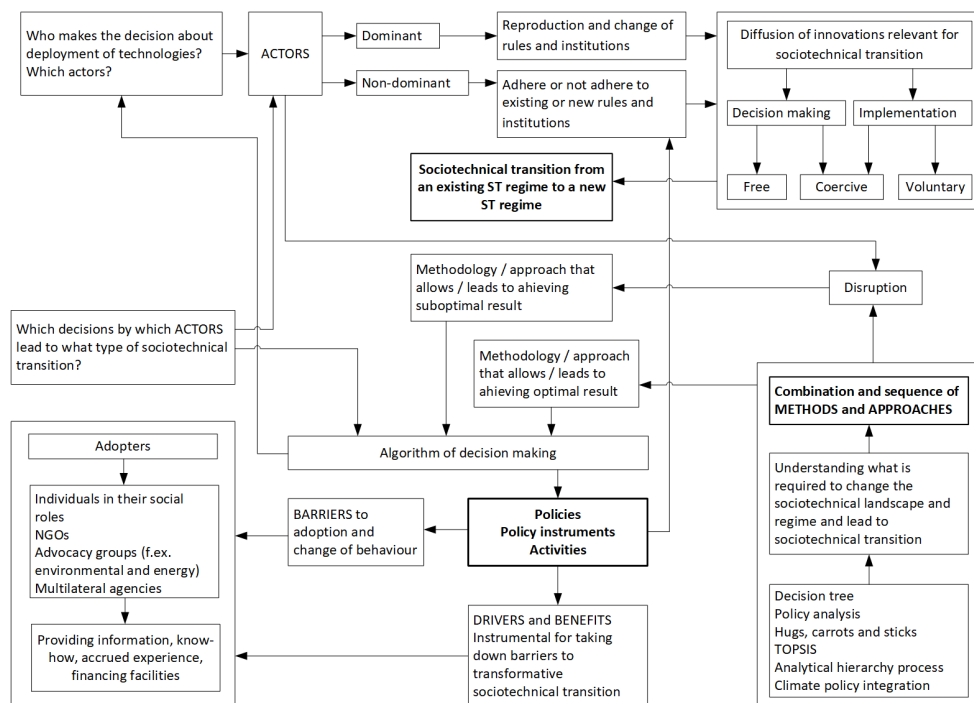 Who makes the decision about
deployment of technologies?
Which actors?
ACTORS
Dominant
Non-dominant
Reproduction and change of
rules and institutions
Adhere or not adhere to
existing or new rules and
institutions
Diffusion of innovations relevant for
sociotechnical transition
Decision making
Implementation
Free
Coercive
Voluntary
Sociotechnical transition from
an existing ST regime to a new
ST regime
Methodology / approach that
allows / leads to ahieving
suboptimal result
Disruption
Which decisions by which ACTORS
lead to what type of sociotechnical
transition?
Methodology / approach
that allows / leads to
ahieving optimal result
Combination and sequence of
METHODS and APPROACHES
Algorithm of decision making
Understanding what is
required to change the
sociotechnical landscape and
regime and lead to
sociotechnical transition
Adopters
Individuals in their social
roles
NGOs
Advocacy groups (f.ex.
environmental and energy)
Multilateral agencies
BARRIERS to
adoption and
change of behaviour
Policies
Policy instruments
Activities
Decision tree
Policy analysis
Hugs, carrots and sticks
TOPSIS
Analytical hierarchy process
Climate policy integration
Providing information, know-
how, accrued experience,
financing facilities
DRIVERS and BENEFITS
Instrumental for taking
down barriers to
transformative
sociotechnical transition